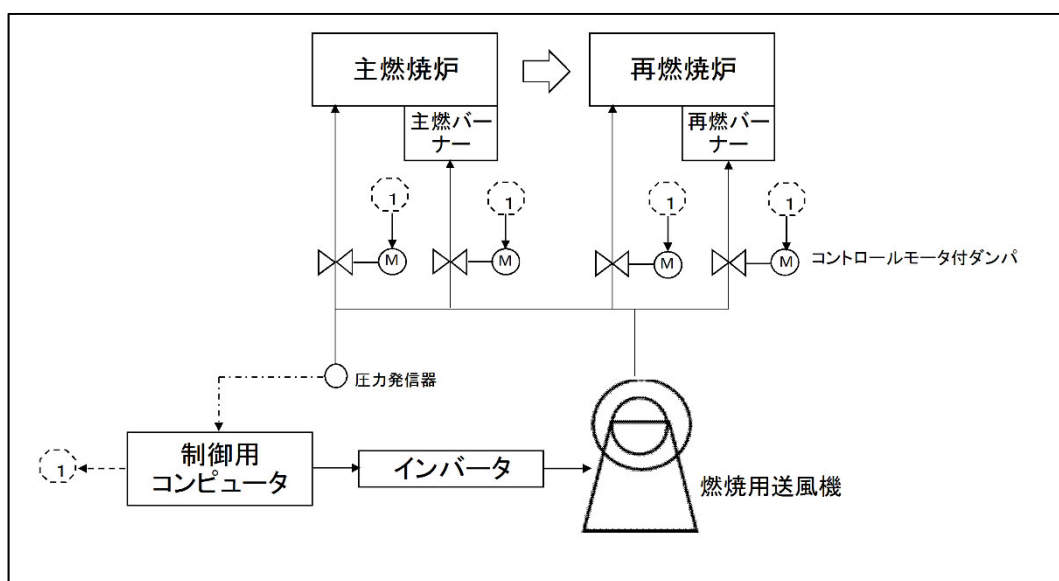 主燃焼炉
再燃焼炉
主燃バー
ナー
再燃バー
ナー
1
1
1
1
M
M
M
M
コントロールモータ付ダンパ
圧力発信器
制御用
コンピュータ
1
インバータ
燃焼用送風機